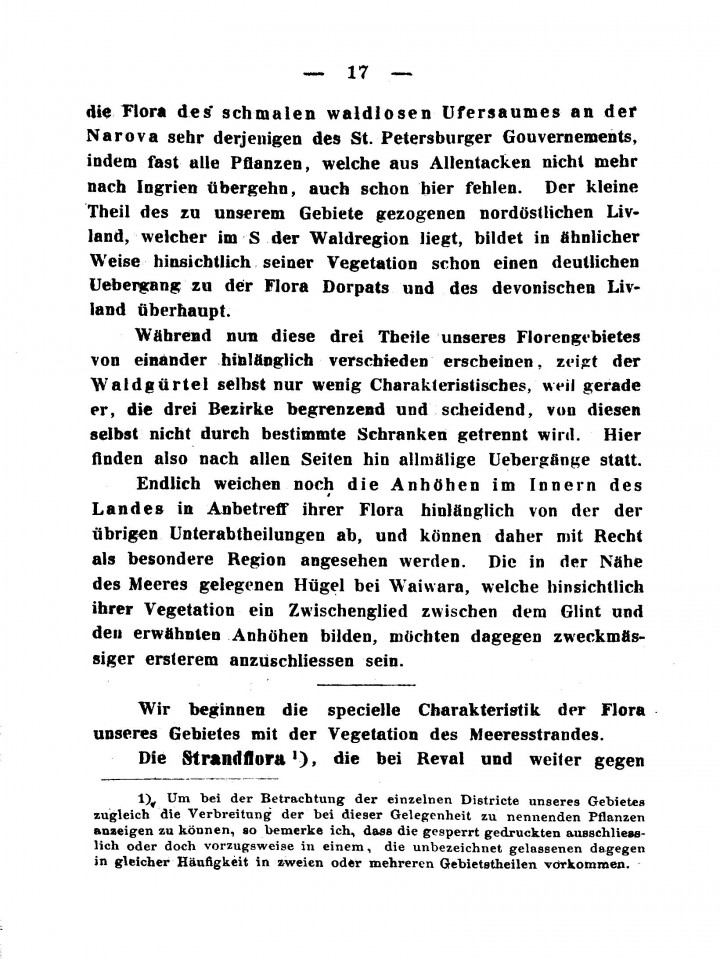 — 17 —
die Flora des schmalen waldlosen Ufersaumes an der
Narova sehr derjenigen des St. Petersburger Gouvernements,
indem fast alle Pflanzen, welche aus Allentacken nicht mehr
nach Ingrien übergehn, auch schon hier fehlen. Der kleine
Theil des zu unserem Gebiete gezogenen nordöstlichen Liv-
land, welcher im S der Waldregion liegt, bildet in ähnlicher
Weise hinsichtlich seiner Vegetation schon einen deutlichen
Uebergang zu der Flora Dorpats und des devonischen Liv-
land überhaupt.
Während nun diese drei Theile unseres Florengebietes
von einander hinlänglich verschieden erscheinen, zeigt der
Waldgürtel selbst nur wenig Charakteristisches, weil gerade
er, die drei Bezirke begrenzend und scheidend, von diesen
selbst nicht durch bestimmte Schranken getrennt wird. Hier
finden also nach allen Seiten hin allmälige Uebergänge statt.
Endlich weichen noch die Anhöhen im Innern des
Landes in Anbetreff ihrer Flora hinlänglich von der der
übrigen Unterabtheilungen ab, und können daher mit Recht
als besondere Region angesehen werden. Die in der Nähe
des Meeres gelegenen Hügel bei Waiwara, welche hinsichtlich
ihrer Vegetation ein Zwischenglied zwischen dem Glint und
den erwähnten Anhöhen bilden, möchten dagegen zweckmäs-
siger ersterem anzuschliessen sein.
Wir beginnen die specielle Charakteristik der Flora
unseres Gebietes mit der Vegetation des Meeresstrandes.
Die Strandflora ¹), die bei Reval und weiter gegen
1) Um bei der Betrachtung der einzelnen Districte unseres Gebietes
zugleich die Verbreitung der bei dieser Gelegenheit zu nennenden Pflanzen
anzeigen zu können, so bemerke ich, dass die gesperrt gedruckten ausschliess-
lich oder doch vorzugsweise in einem, die unbezeichnet gelassenen dagegen
in gleicher Häufigkeit in zweien oder mehreren Gebietstheilen vorkommen.